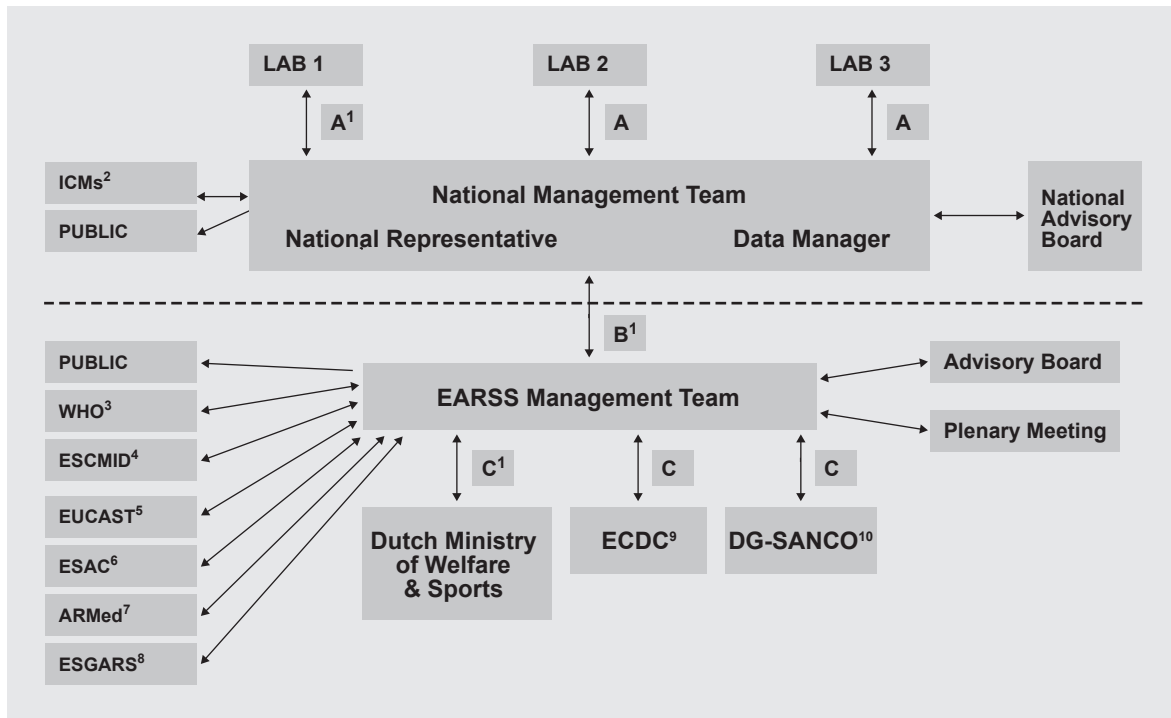 LAB 1
LAB 2
LAB 3
A¹
A
A
ICMs²
PUBLIC
National Management Team
National Representative
Data Manager
National
Advisory
Board
B¹
PUBLIC
WHO³
ESCMID⁴
EUCAST⁵
ESAC⁶
ARMed⁷
ESGARS⁸
EARSS Management Team
Advisory Board
Plenary Meeting
C¹
C
C
Dutch Ministry
of Welfare
& Sports
ECDC⁹
DG-SANCO¹⁰